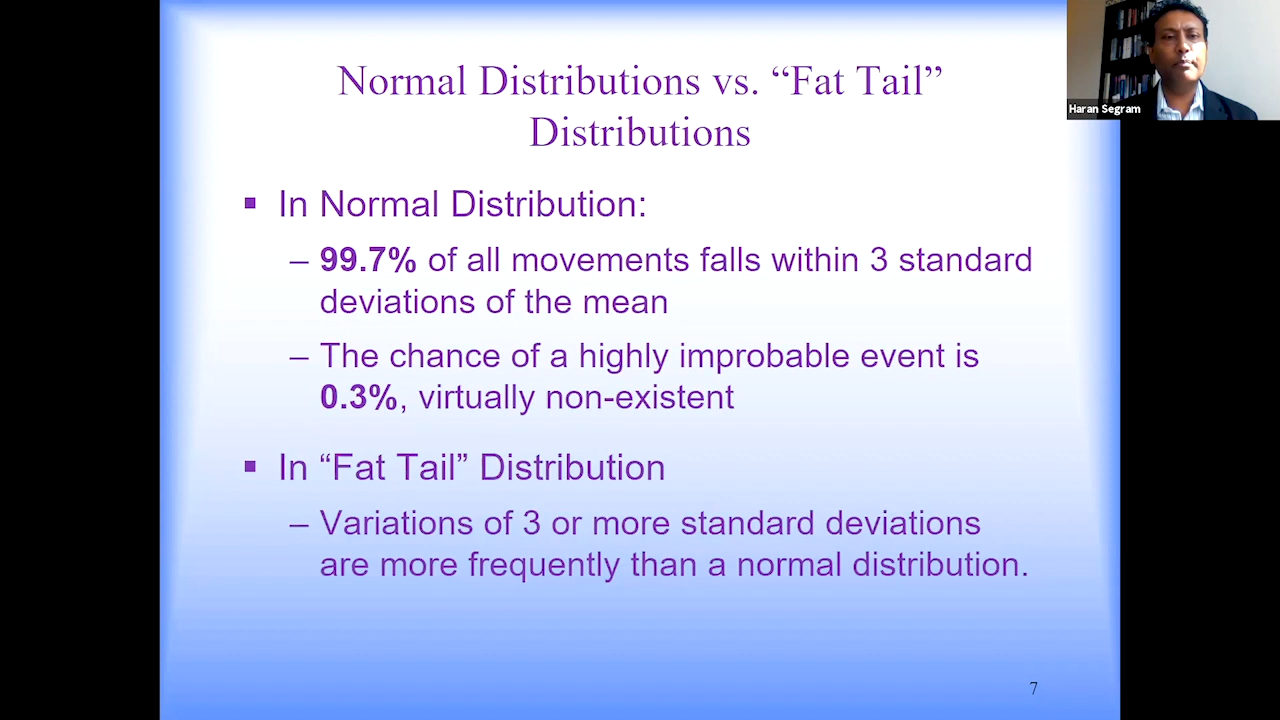 Normal Distributions vs. “Fat Tail”
Distributions
Haran Segram
▪ In Normal Distribution:
– 99.7% of all movements falls within 3 standard
deviations of the mean
– The chance of a highly improbable event is
0.3%, virtually non-existent
▪ In “Fat Tail” Distribution
– Variations of 3 or more standard deviations
are more frequently than a normal distribution.
7